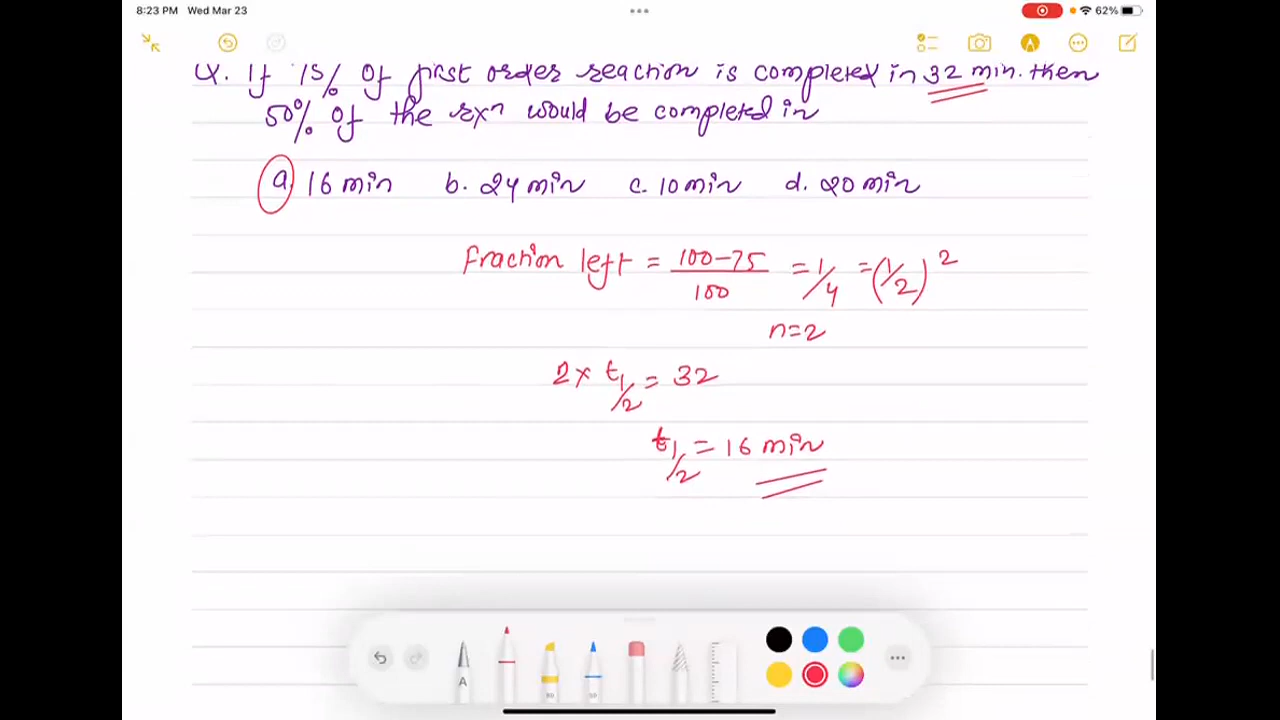 8:23 PM Wed Mar 23
62%
Q. If 75% of first order reaction is completed in 32 min. then
50% of the rxⁿ would be completed in
a. 16 min b. 24 min c. 10 min d. 20 min
Fraction left = 100-75/100 = 1/4 = (1/2)²
n=2
2 × t1/2 = 32
t1/2 = 16 min
A
80
50